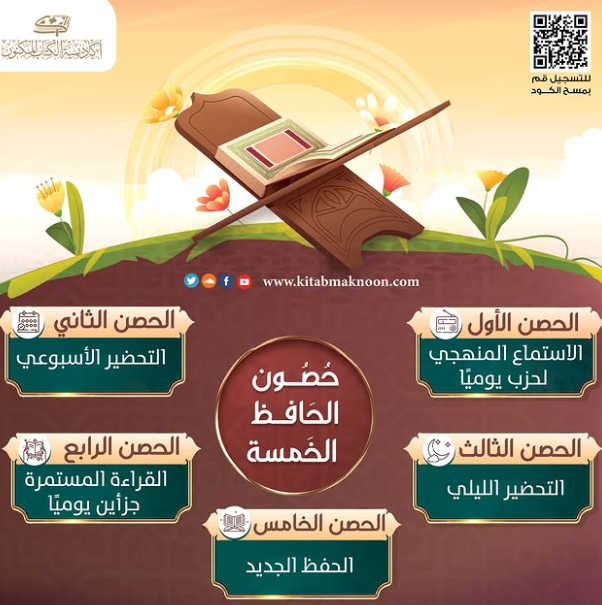 أكاديمية الكتاب المكنون
للتسجيل قم
بمسح الكود
www.kitabmaknoon.com
حُصُون
الحَافظ
الخَمسة
الحصن الأول
الاستماع المنهجي
لحزب يوميًا
الحصن الثاني
التحضير الأسبوعي
الحصن الثالث
التحضير الليلي
الحصن الرابع
القراءة المستمرة
جزأين يوميًا
الحصن الخامس
الحفظ الجديد